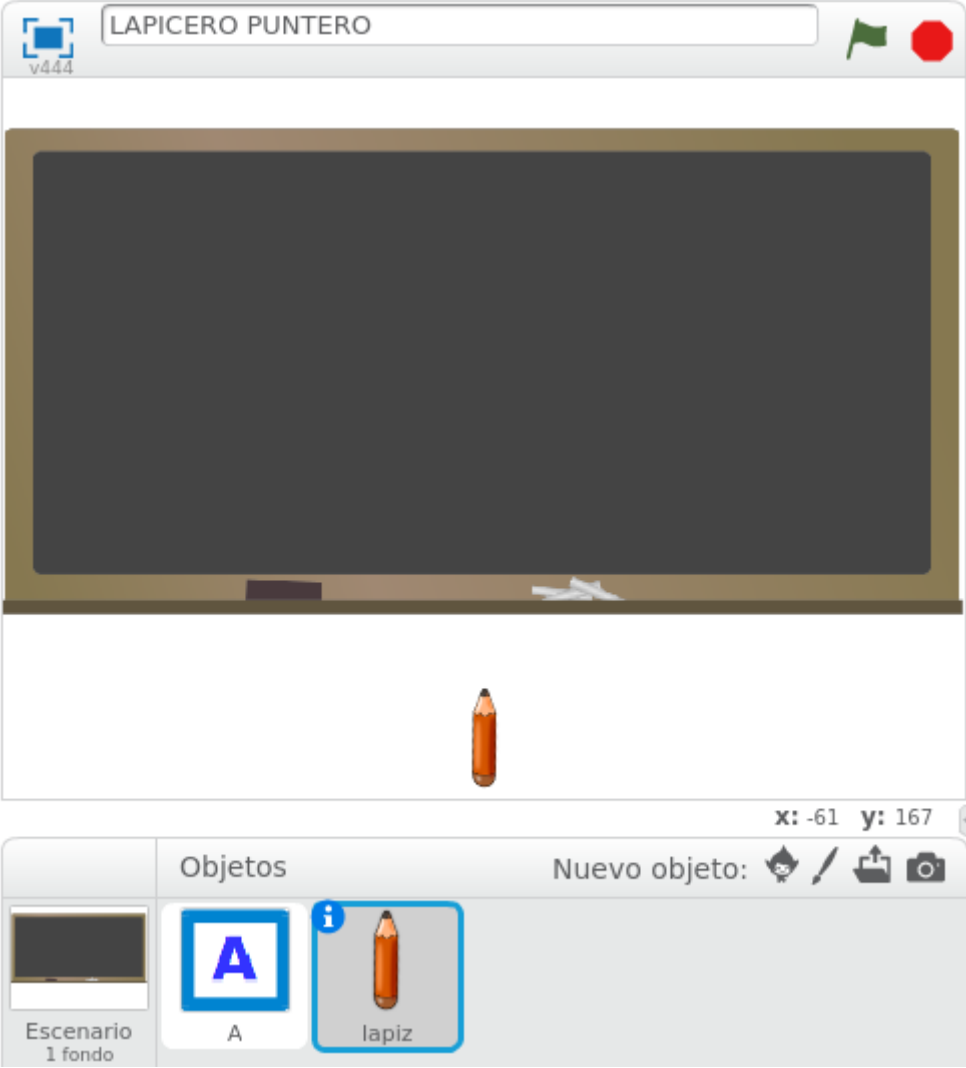 LAPICERO PUNTERO
v444
x: -61 y: 167
Objetos
Nuevo objeto:
A
Escenario
1 fondo
A
lapiz